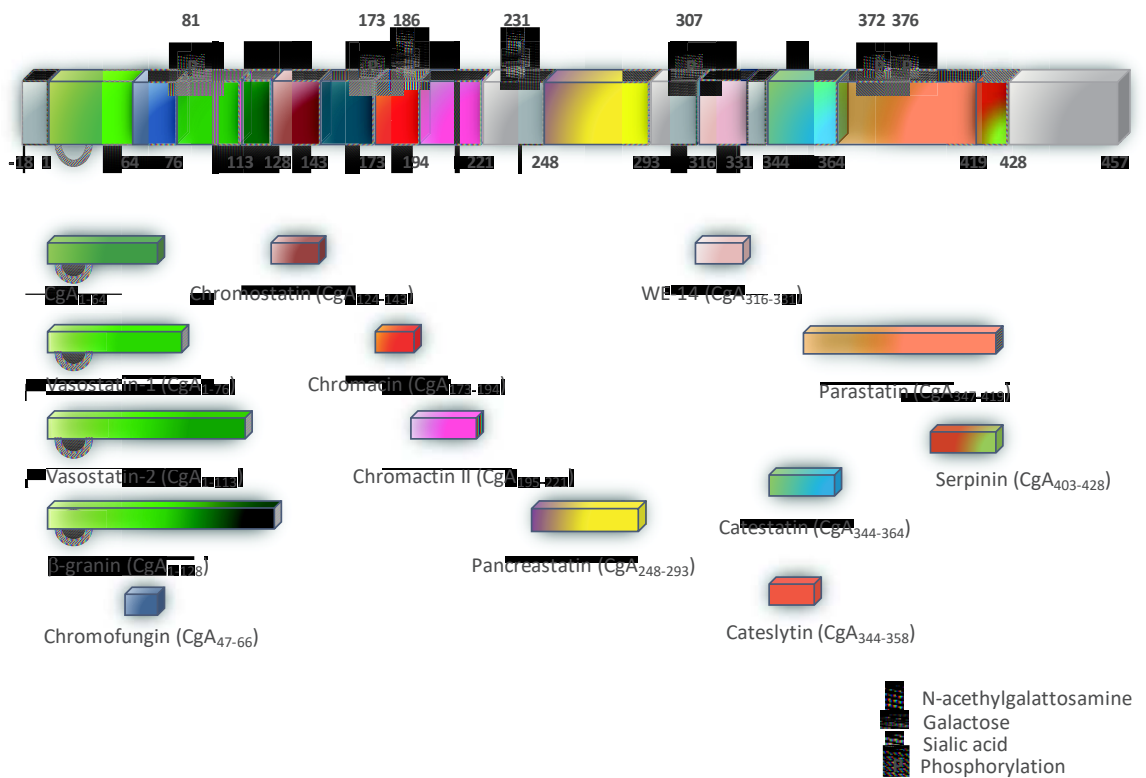 81 173 186 231 307 372 376
-18 1 64 76 113 128 143 173 194 221 248 293 316 331 344 364 419 428 457
CgA1-64 Chromostatin (CgA124-143) WE-14 (CgA316-331)
Vasostatin-1 (CgA1-76) Chromacin (CgA173-194) Parastatin (CgA347-419)
Vasostatin-2 (CgA1-113) Chromactin II (CgA195-221) Serpinin (CgA403-428)
Catestatin (CgA344-364)
β-granin (CgA1-128) Pancreastatin (CgA248-293)
Chromofungin (CgA47-66) Cateslytin (CgA344-358)
N-acethylgalattosamine
Galactose
Sialic acid
Phosphorylation